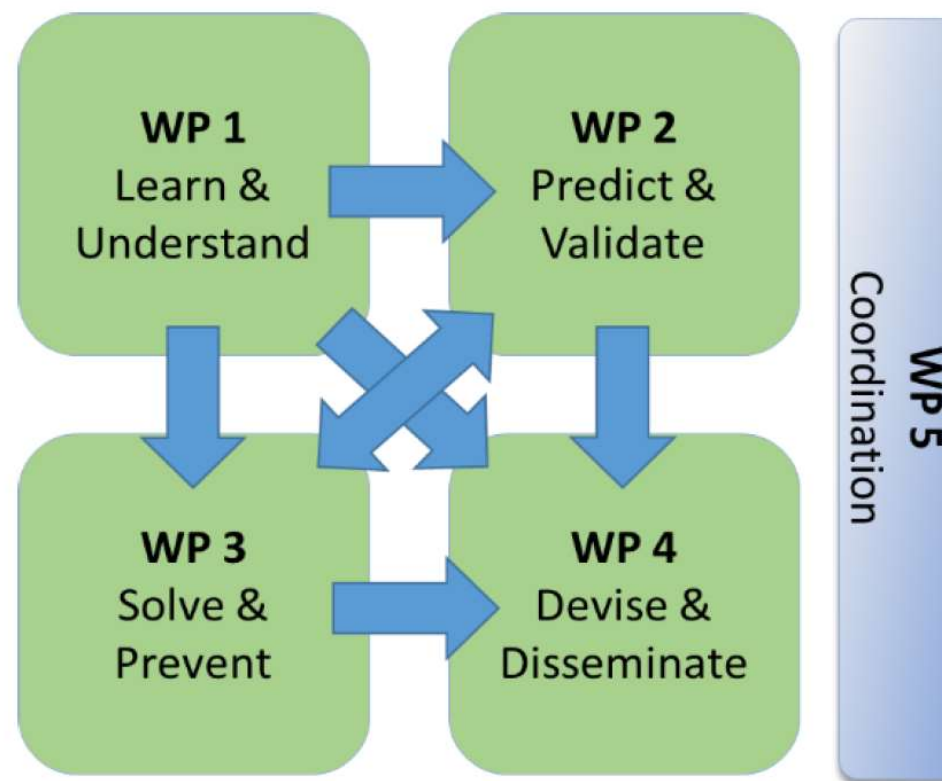 WP 1
Learn &
Understand
WP 2
Predict &
Validate
WP 3
Solve &
Prevent
WP 4
Devise &
Disseminate
WP 5
Coordination